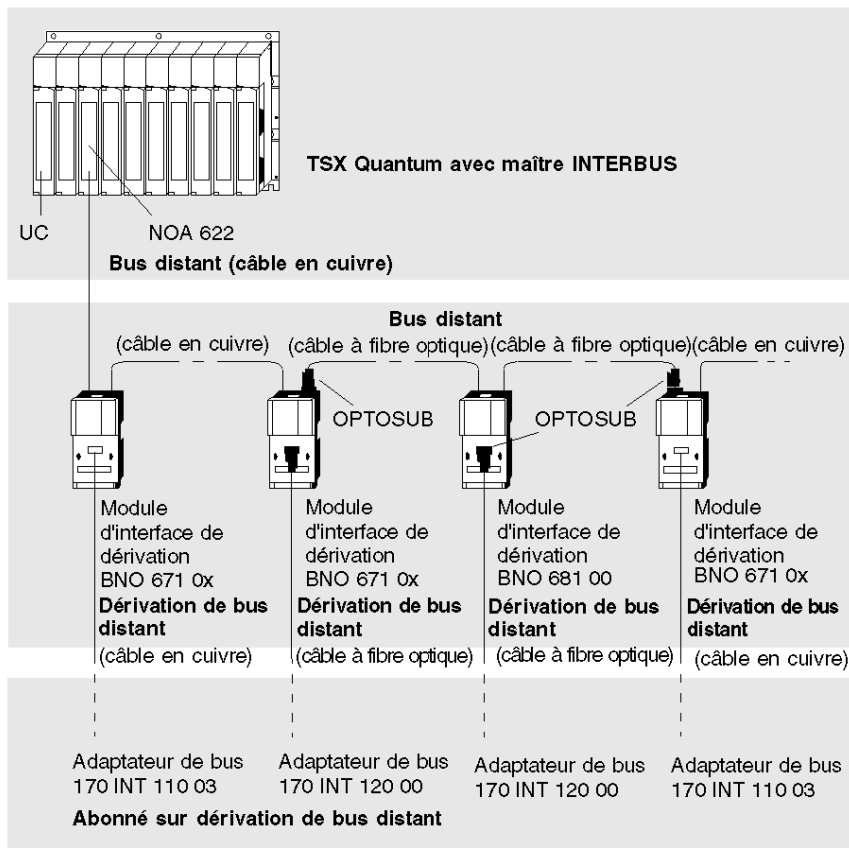 TSX Quantum avec maître INTERBUS
UC
NOA 622
Bus distant (câble en cuivre)
Bus distant
(câble en cuivre)
(câble à fibre optique)
(câble à fibre optique)
(câble en cuivre)
OPTOSUB
OPTOSUB
Module
d'interface de
dérivation
BNO 671 0x
Dérivation de bus
distant
(câble en cuivre)
Module
d'interface de
dérivation
BNO 671 0x
Dérivation de bus
distant
(câble à fibre optique)
Module
d'interface de
dérivation
BNO 681 00
Dérivation de bus
distant
(câble à fibre optique)
Module
d'interface de
dérivation
BNO 671 0x
Dérivation de bus
distant
(câble en cuivre)
Adaptateur de bus
170 INT 110 03
Adaptateur de bus
170 INT 120 00
Adaptateur de bus
170 INT 120 00
Adaptateur de bus
170 INT 110 03
Abonné sur dérivation de bus distant